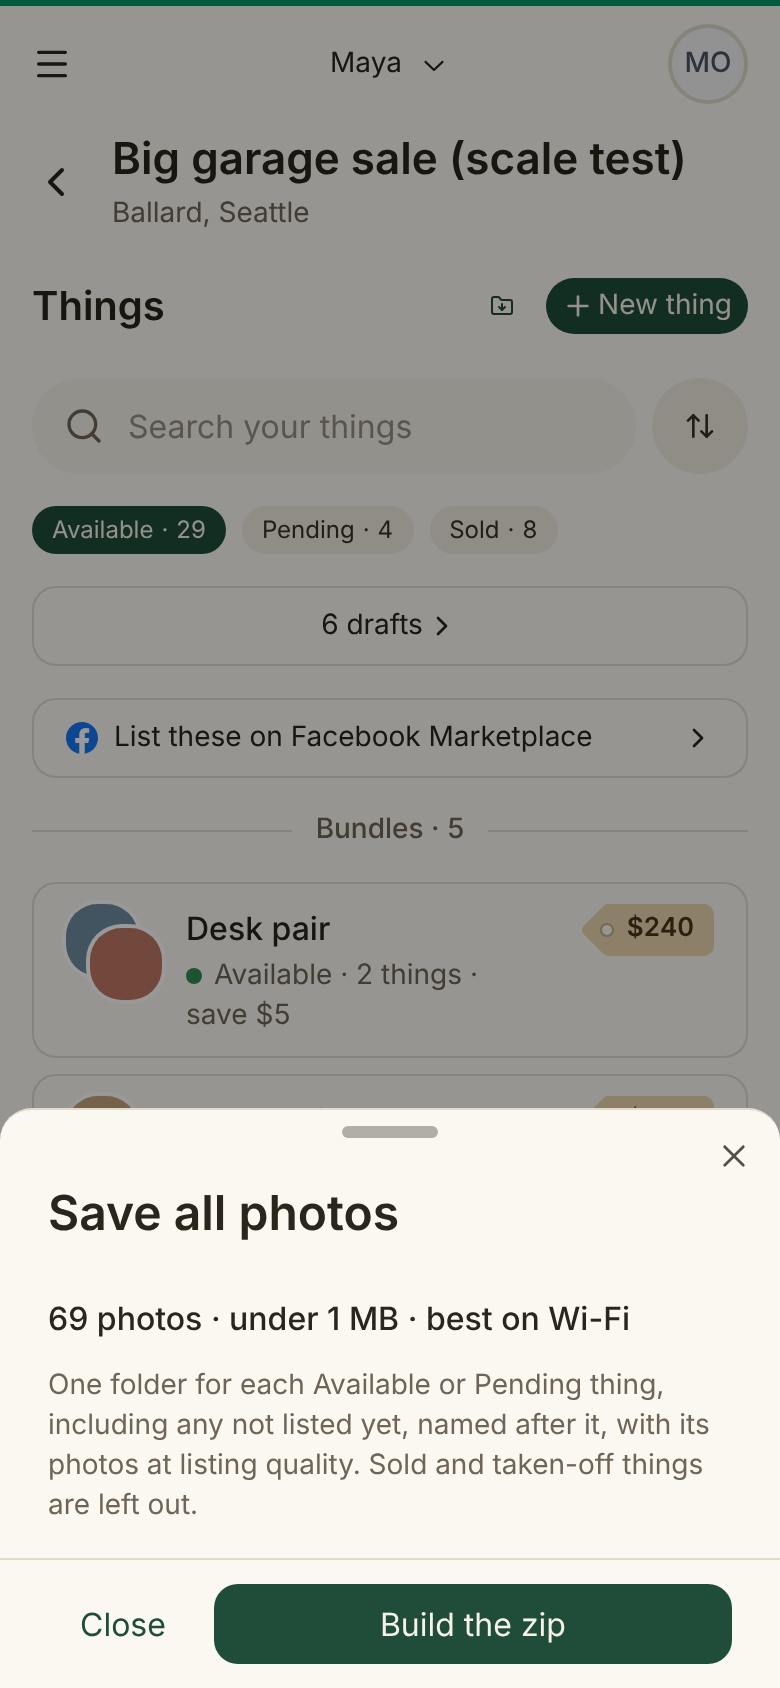 Maya
MO
Big garage sale (scale test)
Ballard, Seattle
Things
New thing
Search your things
Available · 29
Pending · 4
Sold · 8
6 drafts
List these on Facebook Marketplace
Bundles · 5
Desk pair
$240
Available · 2 things ·
save $5
Save all photos
69 photos · under 1 MB · best on Wi-Fi
One folder for each Available or Pending thing,
including any not listed yet, named after it, with its
photos at listing quality. Sold and taken-off things
are left out.
Close
Build the zip